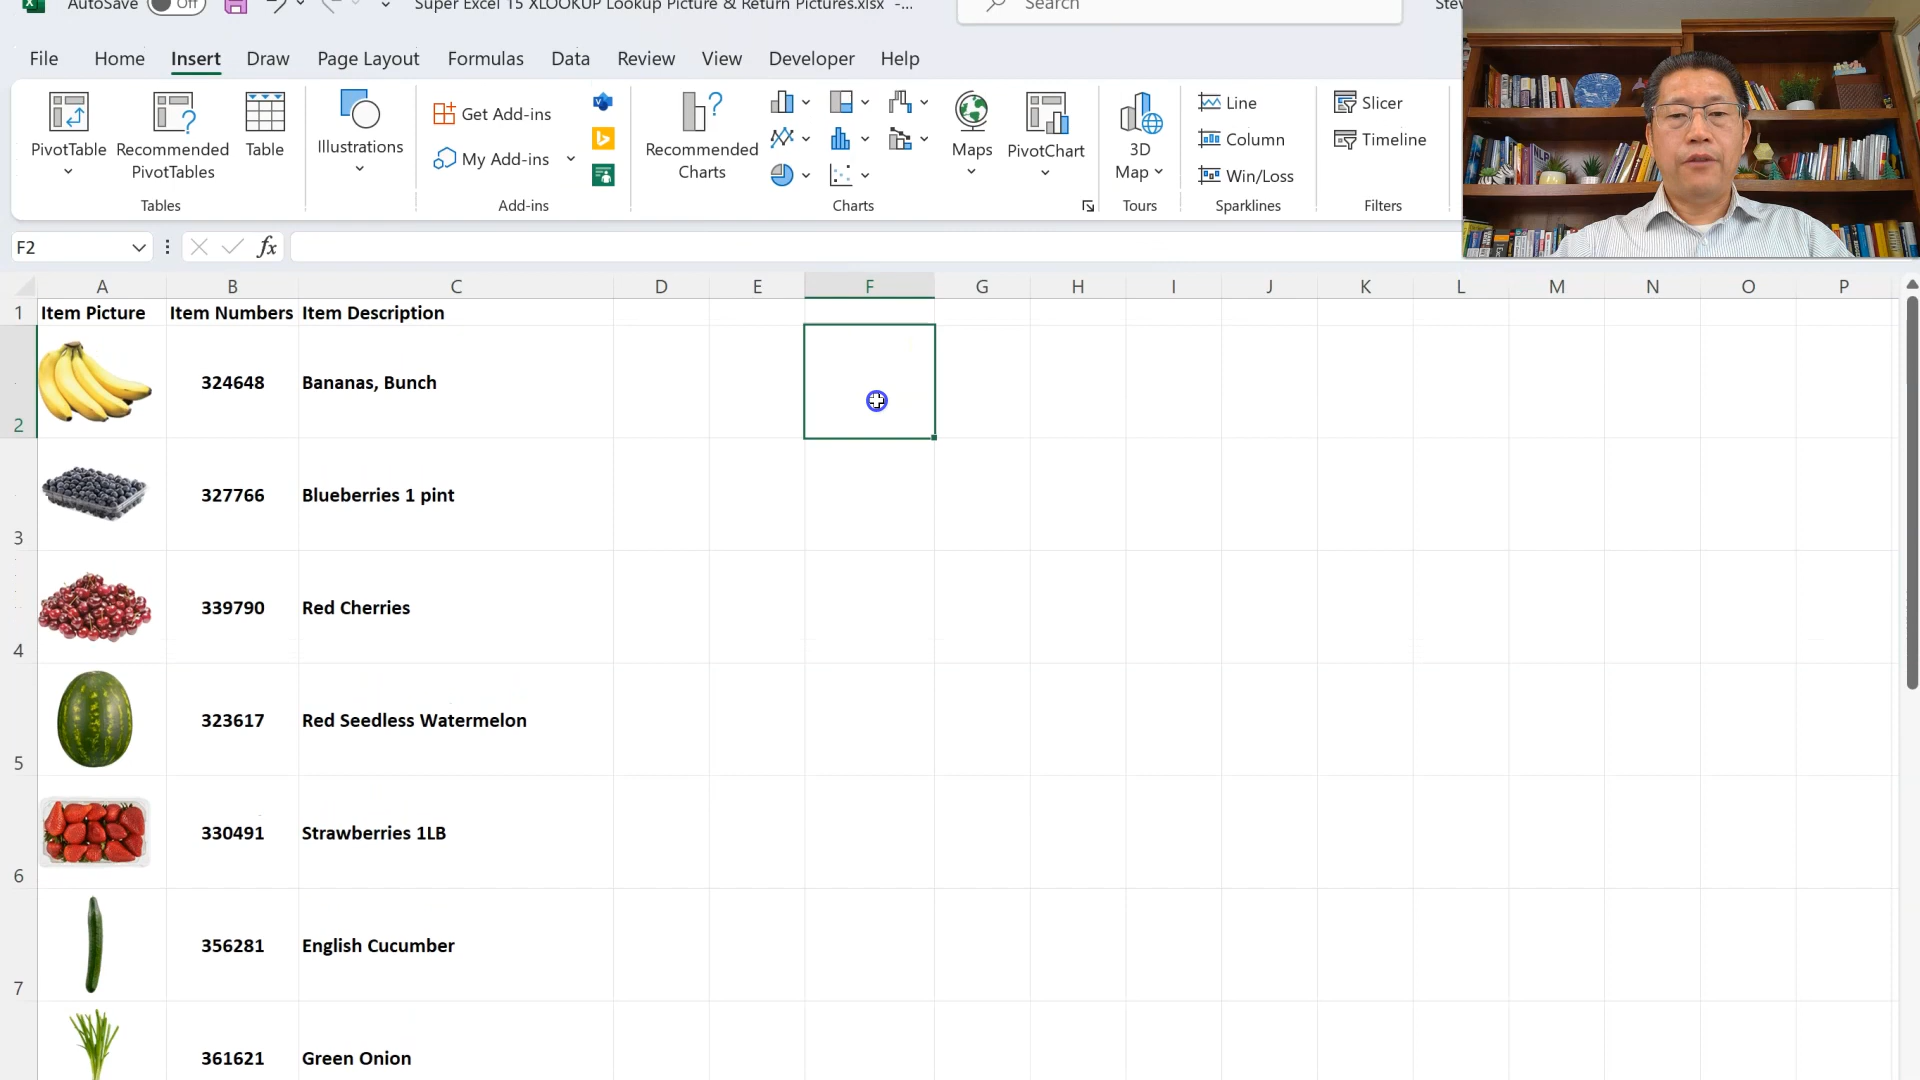 AutoSave Off Super Excel 15 XLOOKUP Lookup Picture & Return Pictures.xlsx -... Search Stev
File Home Insert Draw Page Layout Formulas Data Review View Developer Help
PivotTable
Recommended PivotTables
Table
Tables
Illustrations
Get Add-ins
My Add-ins
Add-ins
Recommended Charts
Maps
PivotChart
Charts
3D Map
Tours
Line
Column
Win/Loss
Sparklines
Slicer
Timeline
Filters
F2 fx
A B C D E F G H I J K L M N O P
1 Item Picture Item Numbers Item Description
2 324648 Bananas, Bunch
3 327766 Blueberries 1 pint
4 339790 Red Cherries
5 323617 Red Seedless Watermelon
6 330491 Strawberries 1LB
7 356281 English Cucumber
361621 Green Onion